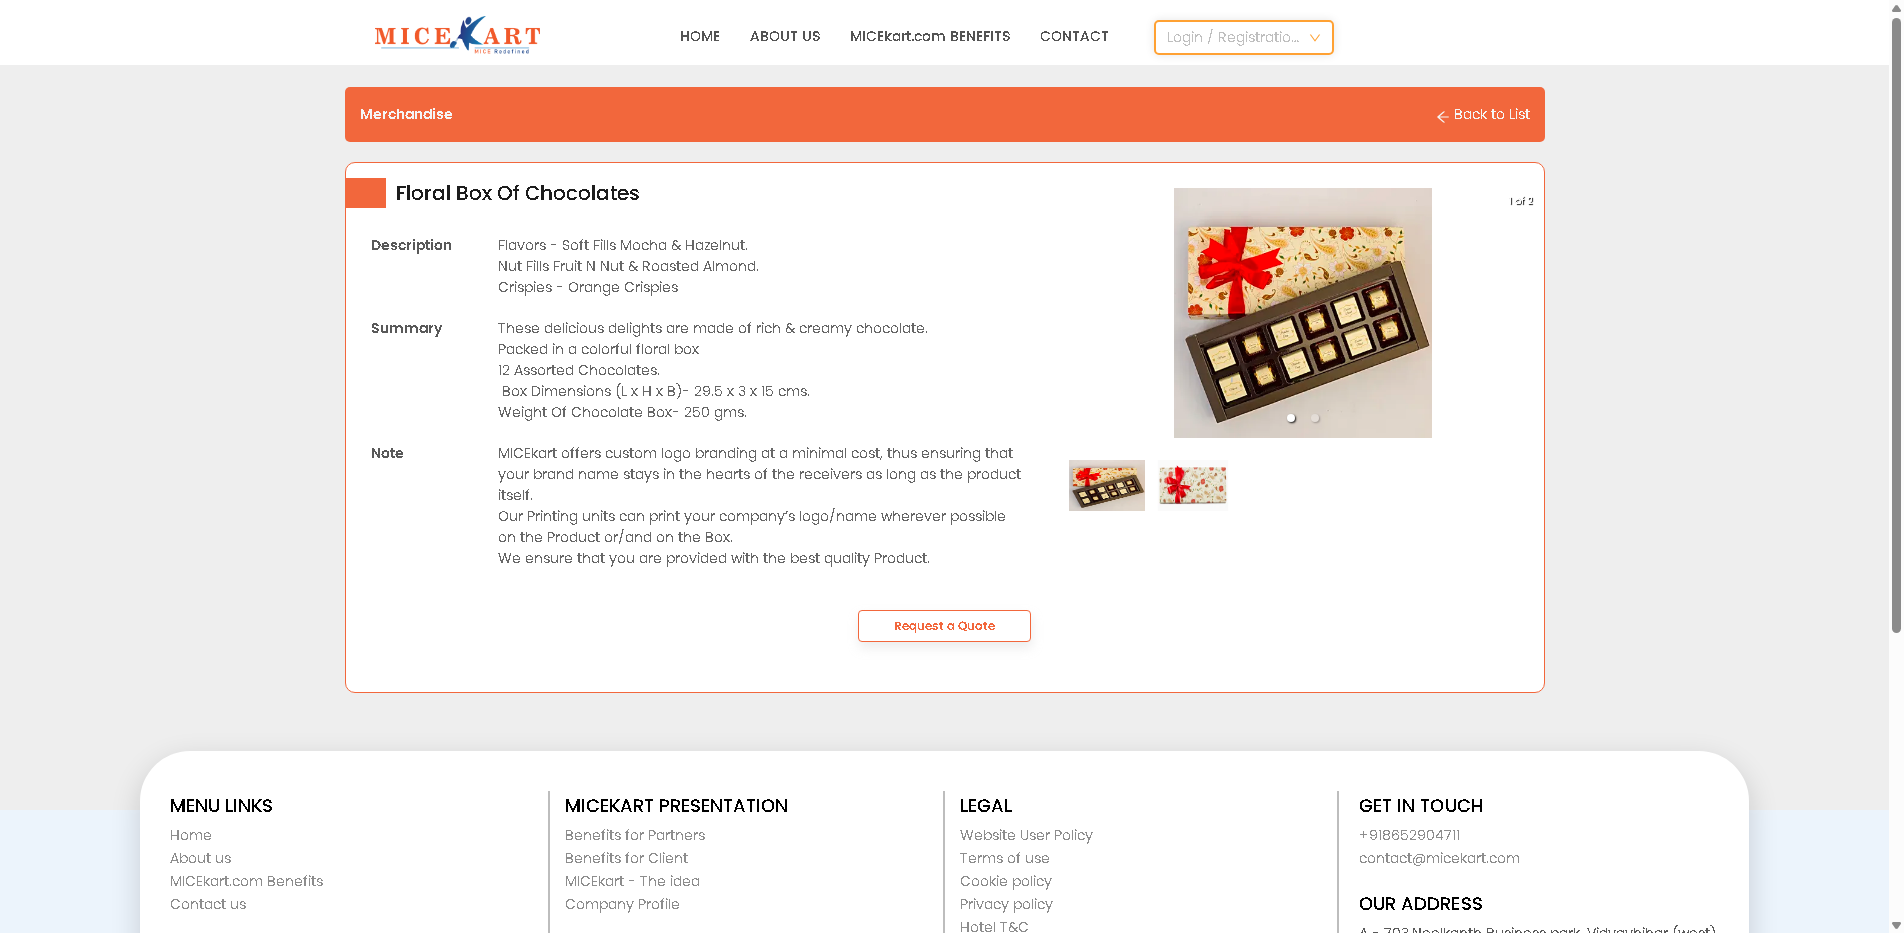 MICEKART
MICE Redefined
HOME
ABOUT US
MICEkart.com BENEFITS
CONTACT
Login / Registratio...
Merchandise
Back to List
Floral Box Of Chocolates
1 of 2
Description
Flavors - Soft Fills Mocha & Hazelnut.
Nut Fills Fruit N Nut & Roasted Almond.
Crispies - Orange Crispies
Summary
These delicious delights are made of rich & creamy chocolate.
Packed in a colorful floral box
12 Assorted Chocolates.
Box Dimensions (L x H x B)- 29.5 x 3 x 15 cms.
Weight Of Chocolate Box- 250 gms.
Note
MICEkart offers custom logo branding at a minimal cost, thus ensuring that
your brand name stays in the hearts of the receivers as long as the product
itself.
Our Printing units can print your company's logo/name wherever possible
on the Product or/and on the Box.
We ensure that you are provided with the best quality Product.
Request a Quote
MENU LINKS
Home
About us
MICEkart.com Benefits
Contact us
MICEKART PRESENTATION
Benefits for Partners
Benefits for Client
MICEkart - The idea
Company Profile
LEGAL
Website User Policy
Terms of use
Cookie policy
Privacy policy
Hotel T&C
GET IN TOUCH
+918652904711
contact@micekart.com
OUR ADDRESS
A - 703 Neelkanth Business park, Vidyavihar (west)